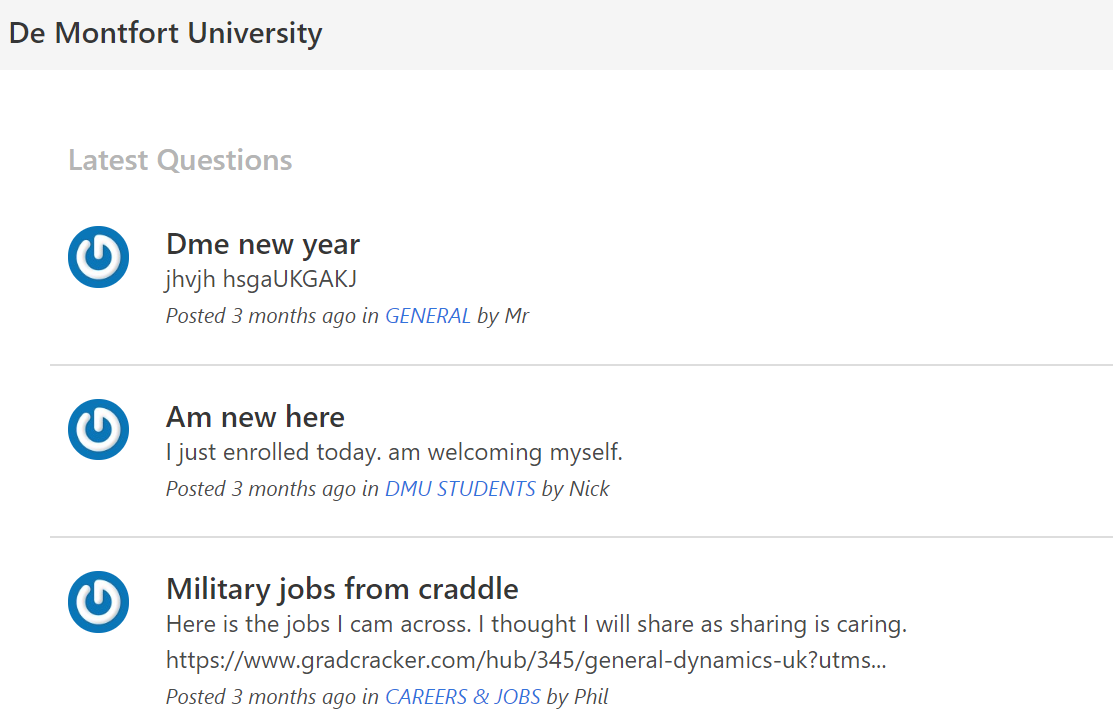 De Montfort University
Latest Questions
Dme new year
jhvjh hsgaUKGAKJ
Posted 3 months ago in GENERAL by Mr
Am new here
I just enrolled today. am welcoming myself.
Posted 3 months ago in DMU STUDENTS by Nick
Military jobs from craddle
Here is the jobs I cam across. I thought I will share as sharing is caring.
https://www.gradcracker.com/hub/345/general-dynamics-uk?utms...
Posted 3 months ago in CAREERS & JOBS by Phil